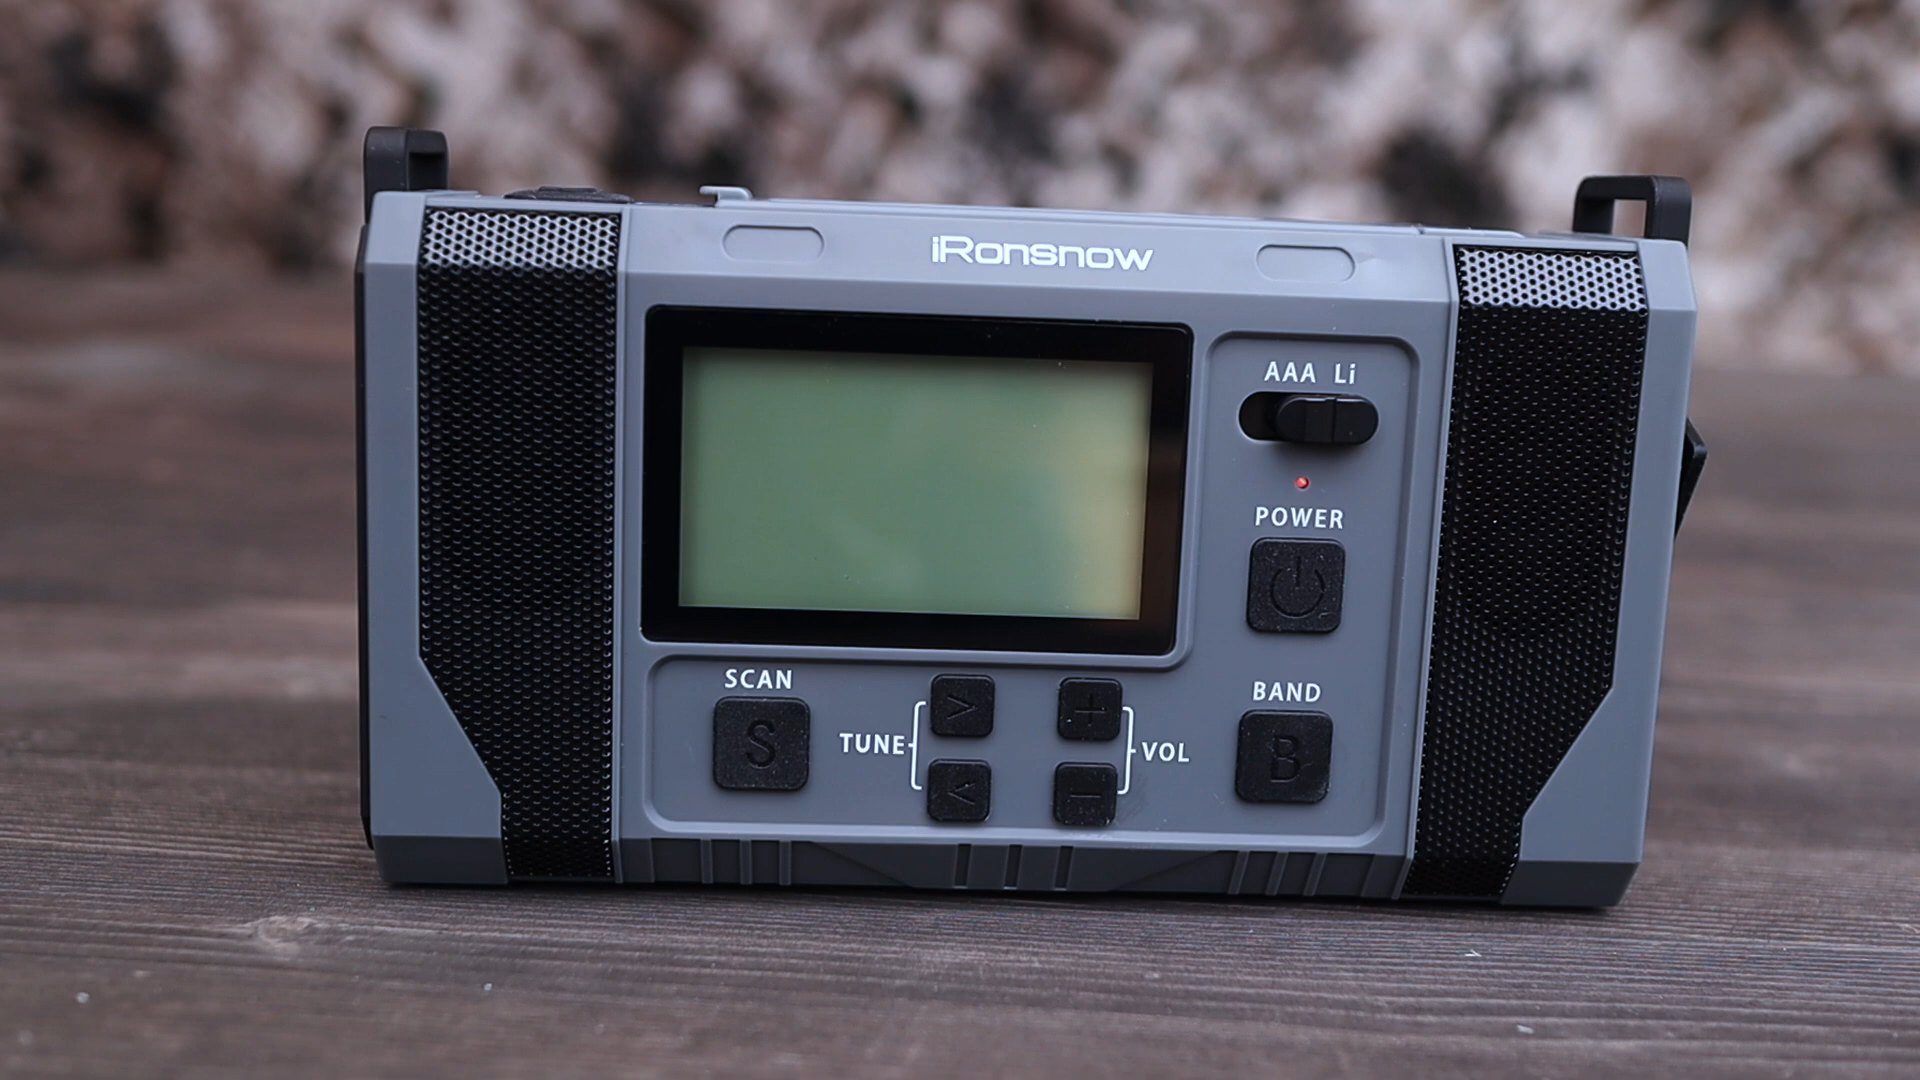 iRonsnow
AAA Li
POWER
SCAN
S
TUNE
>
<
+
-
VOL
BAND
B